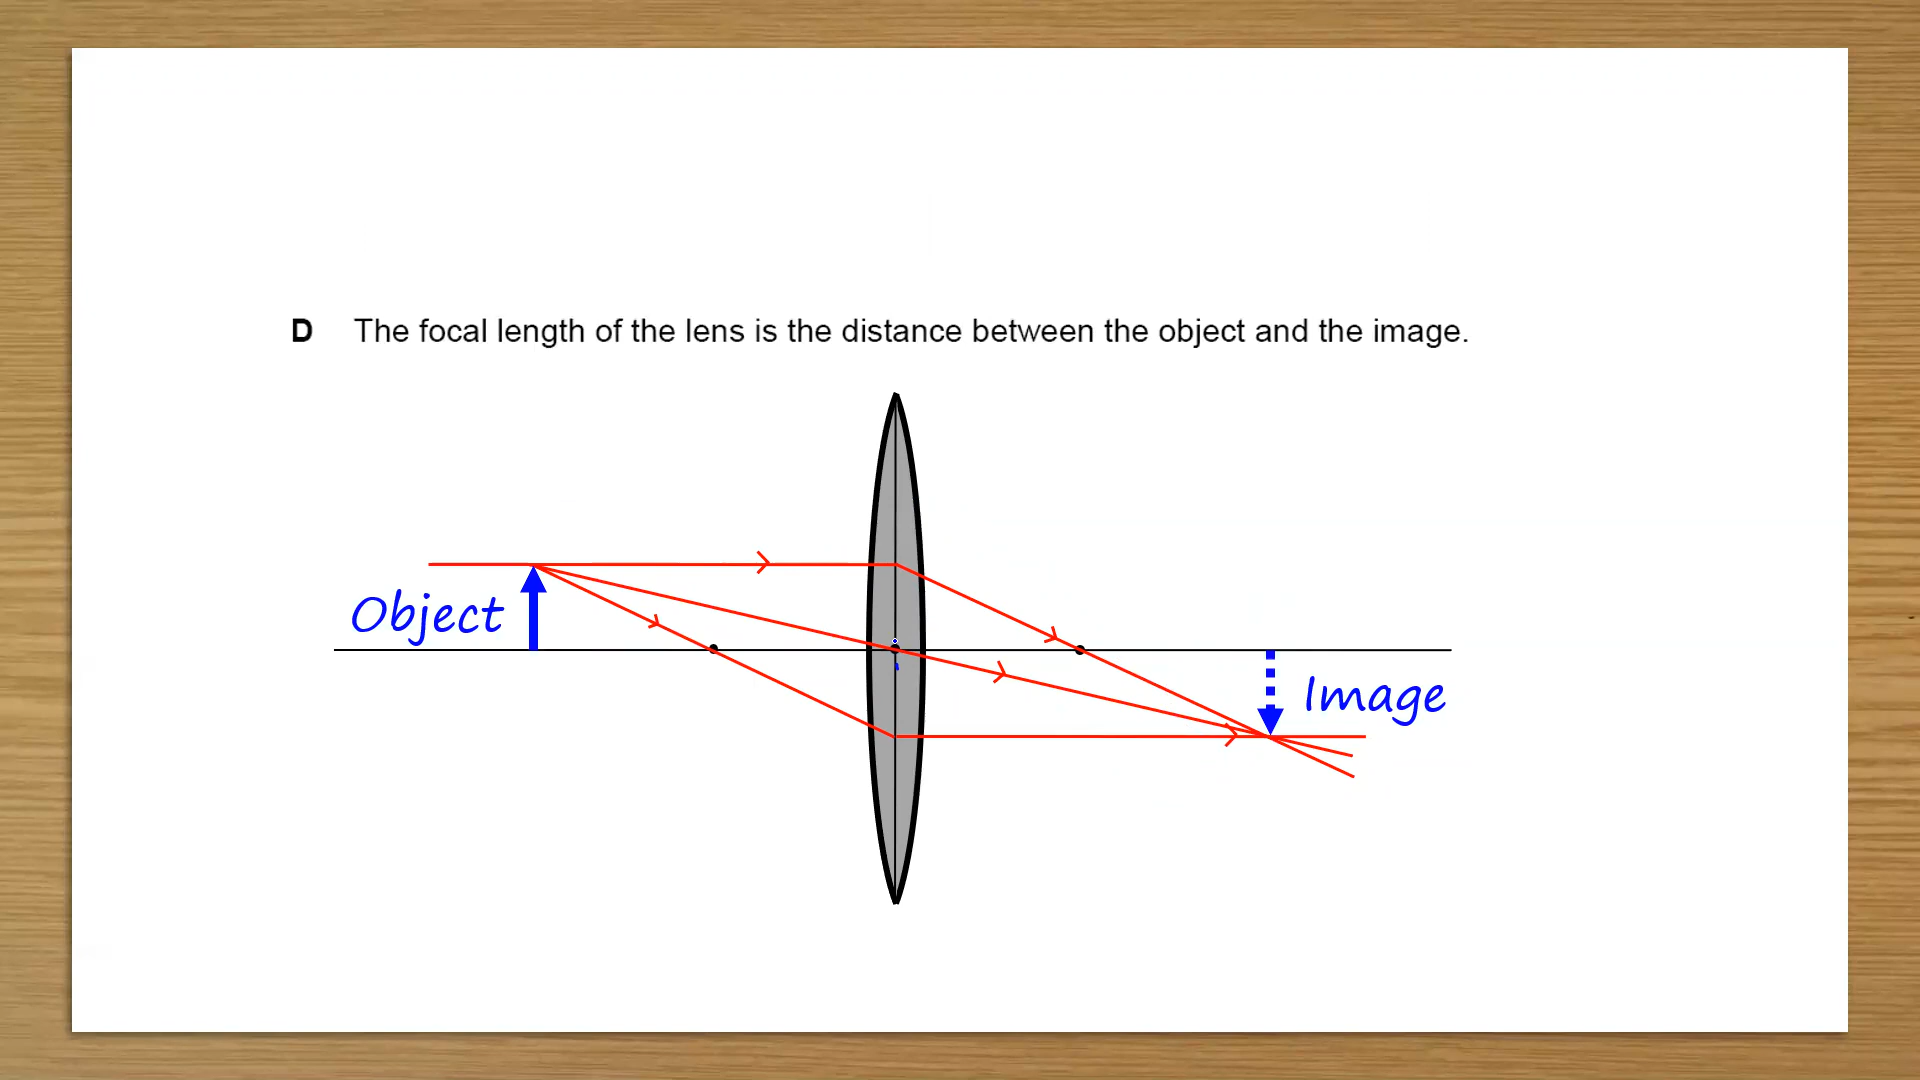 D The focal length of the lens is the distance between the object and the image.
Object
Image